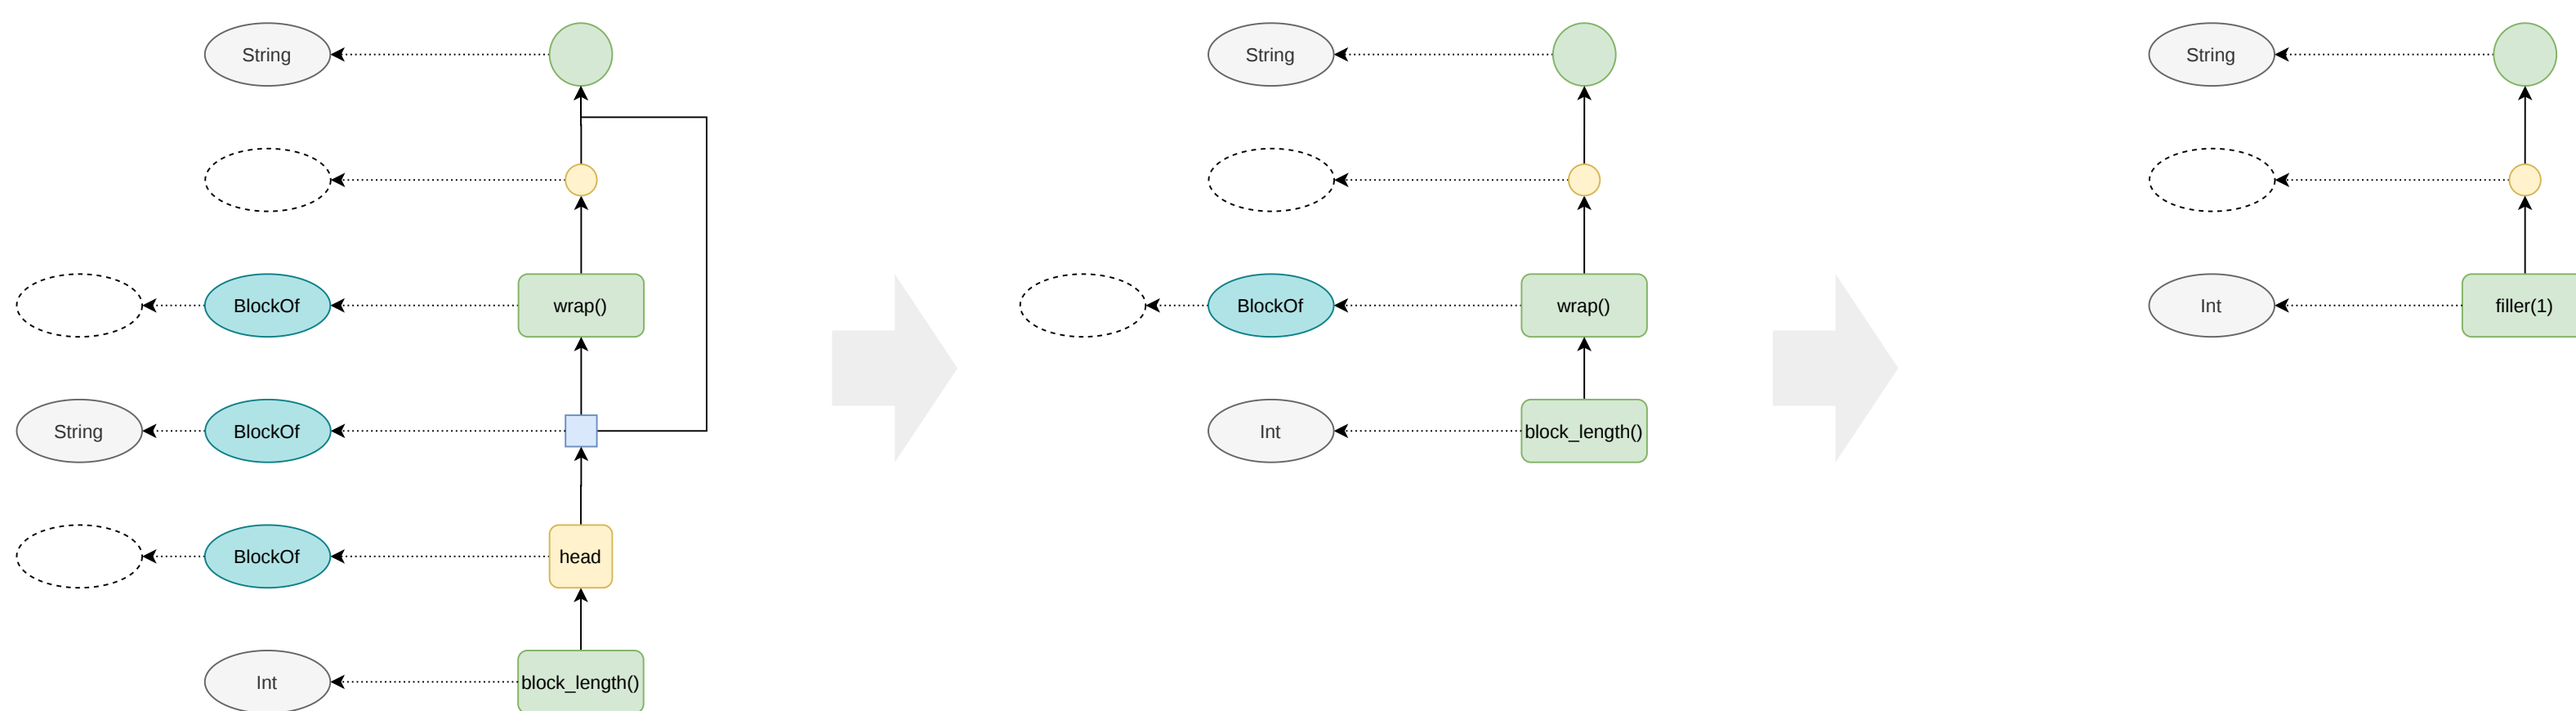 String
BlockOf
wrap()
String
BlockOf
BlockOf
head
Int
block_length()
String
BlockOf
wrap()
Int
block_length()
String
Int
filler(1)